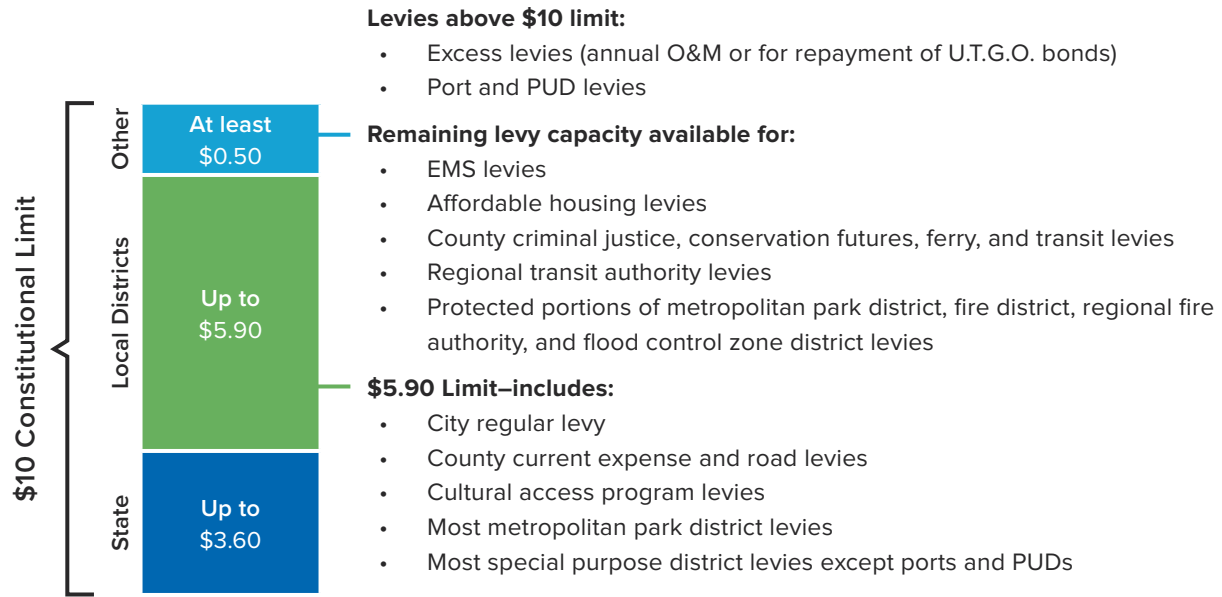 Levies above $10 limit:
• Excess levies (annual O&M or for repayment of U.T.G.O. bonds)
• Port and PUD levies
$10 Constitutional Limit
Other
At least
$0.50
Remaining levy capacity available for:
• EMS levies
• Affordable housing levies
• County criminal justice, conservation futures, ferry, and transit levies
• Regional transit authority levies
• Protected portions of metropolitan park district, fire district, regional fire
authority, and flood control zone district levies
Local Districts
Up to
$5.90
$5.90 Limit–includes:
• City regular levy
• County current expense and road levies
• Cultural access program levies
• Most metropolitan park district levies
• Most special purpose district levies except ports and PUDs
State
Up to
$3.60